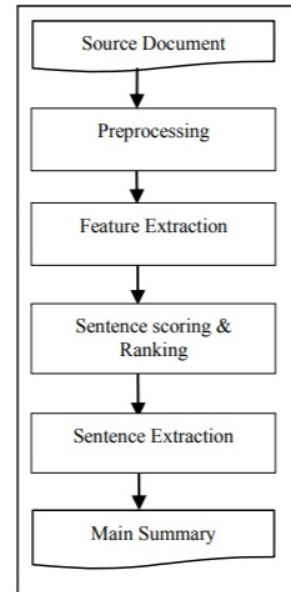 Source Document
Preprocessing
Feature Extraction
Sentence scoring &
Ranking
Sentence Extraction
Main Summary